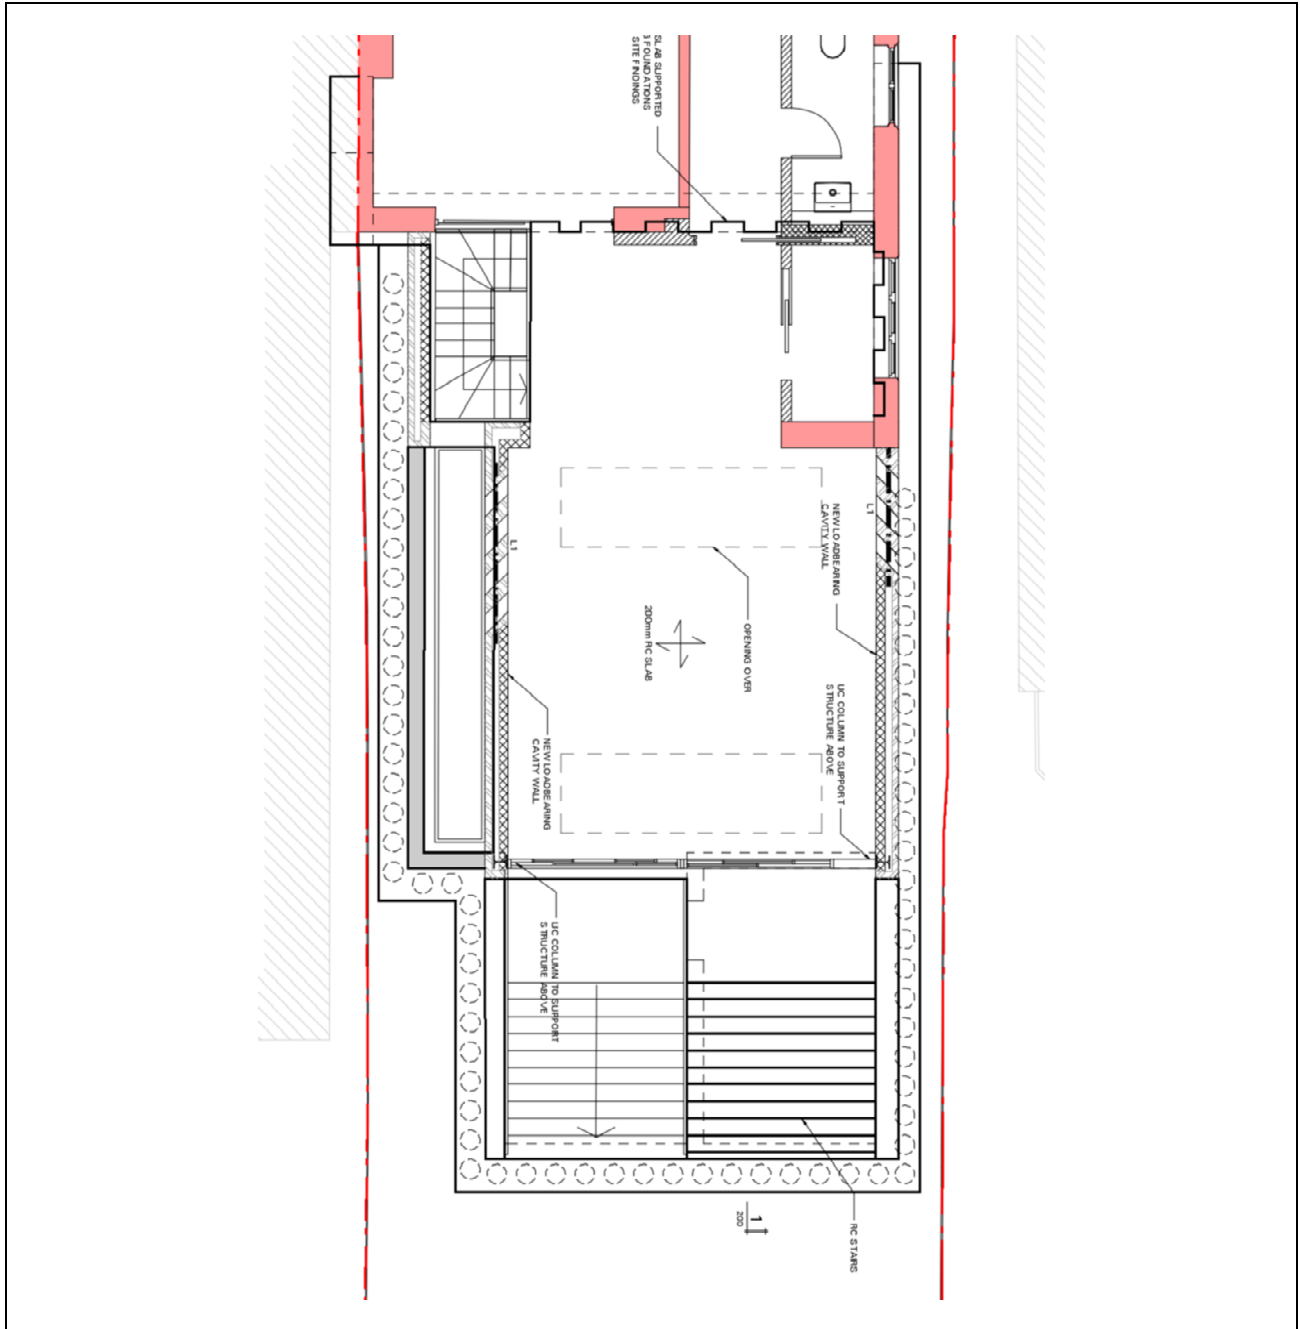 SLAB SUPPORTED
FOUNDATIONS
SITE FINDINGS
L1
NEW LOADBEARING
CAVITY WALL
L1
200mm RC SLAB
OPENING OVER
UC COLUMN TO SUPPORT
STRUCTURE ABOVE
NEW LOADBEARING
CAVITY WALL
UC COLUMN TO SUPPORT
STRUCTURE ABOVE
1
200
RC STAIRS